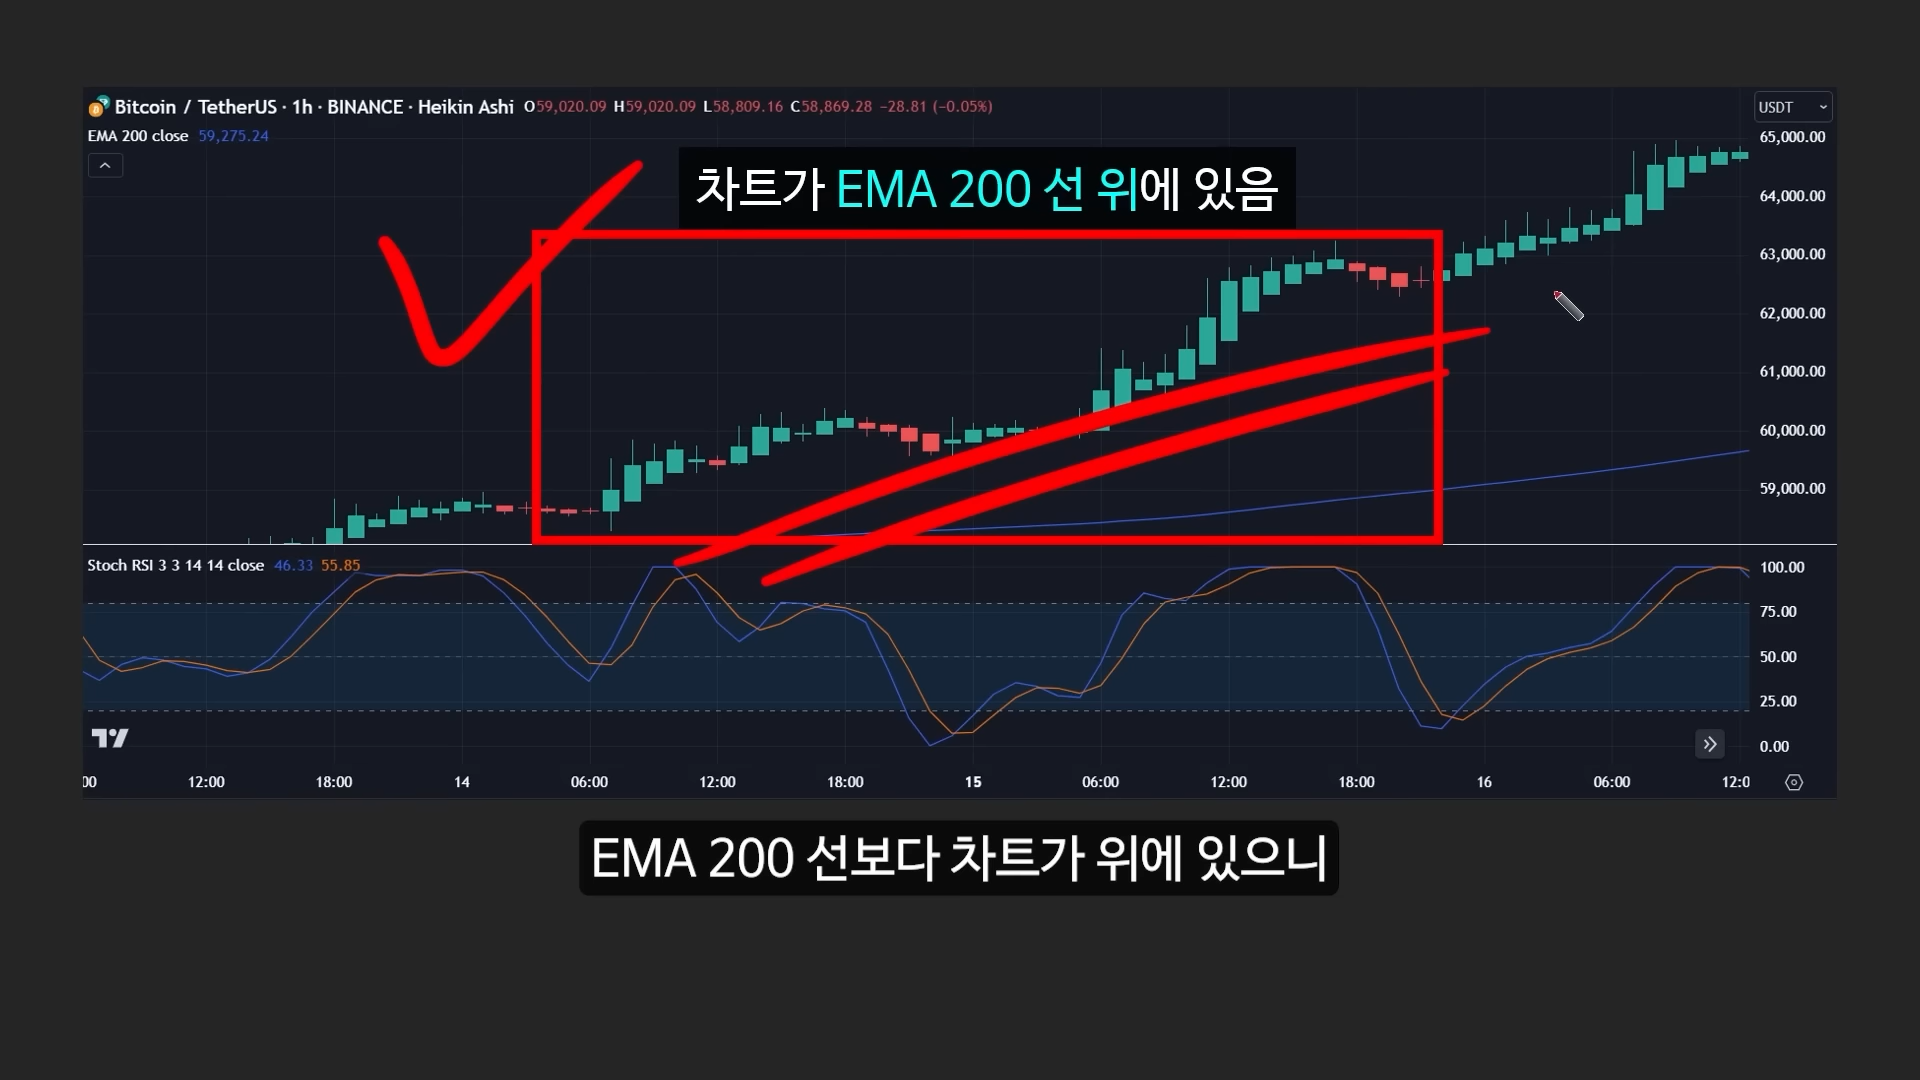 Bitcoin / TetherUS · 1h · BINANCE · Heikin Ashi O59,020.09 H59,020.09 L58,809.16 C58,869.28 −28.81 (−0.05%)
USDT
EMA 200 close 59,275.24
차트가 EMA 200 선 위에 있음
65,000.00
64,000.00
63,000.00
62,000.00
61,000.00
60,000.00
59,000.00
Stoch RSI 3 3 14 14 close 46.33 55.85
100.00
75.00
50.00
25.00
0.00
00 12:00 18:00 14 06:00 12:00 18:00 15 06:00 12:00 18:00 16 06:00 12:0
EMA 200 선보다 차트가 위에 있으니